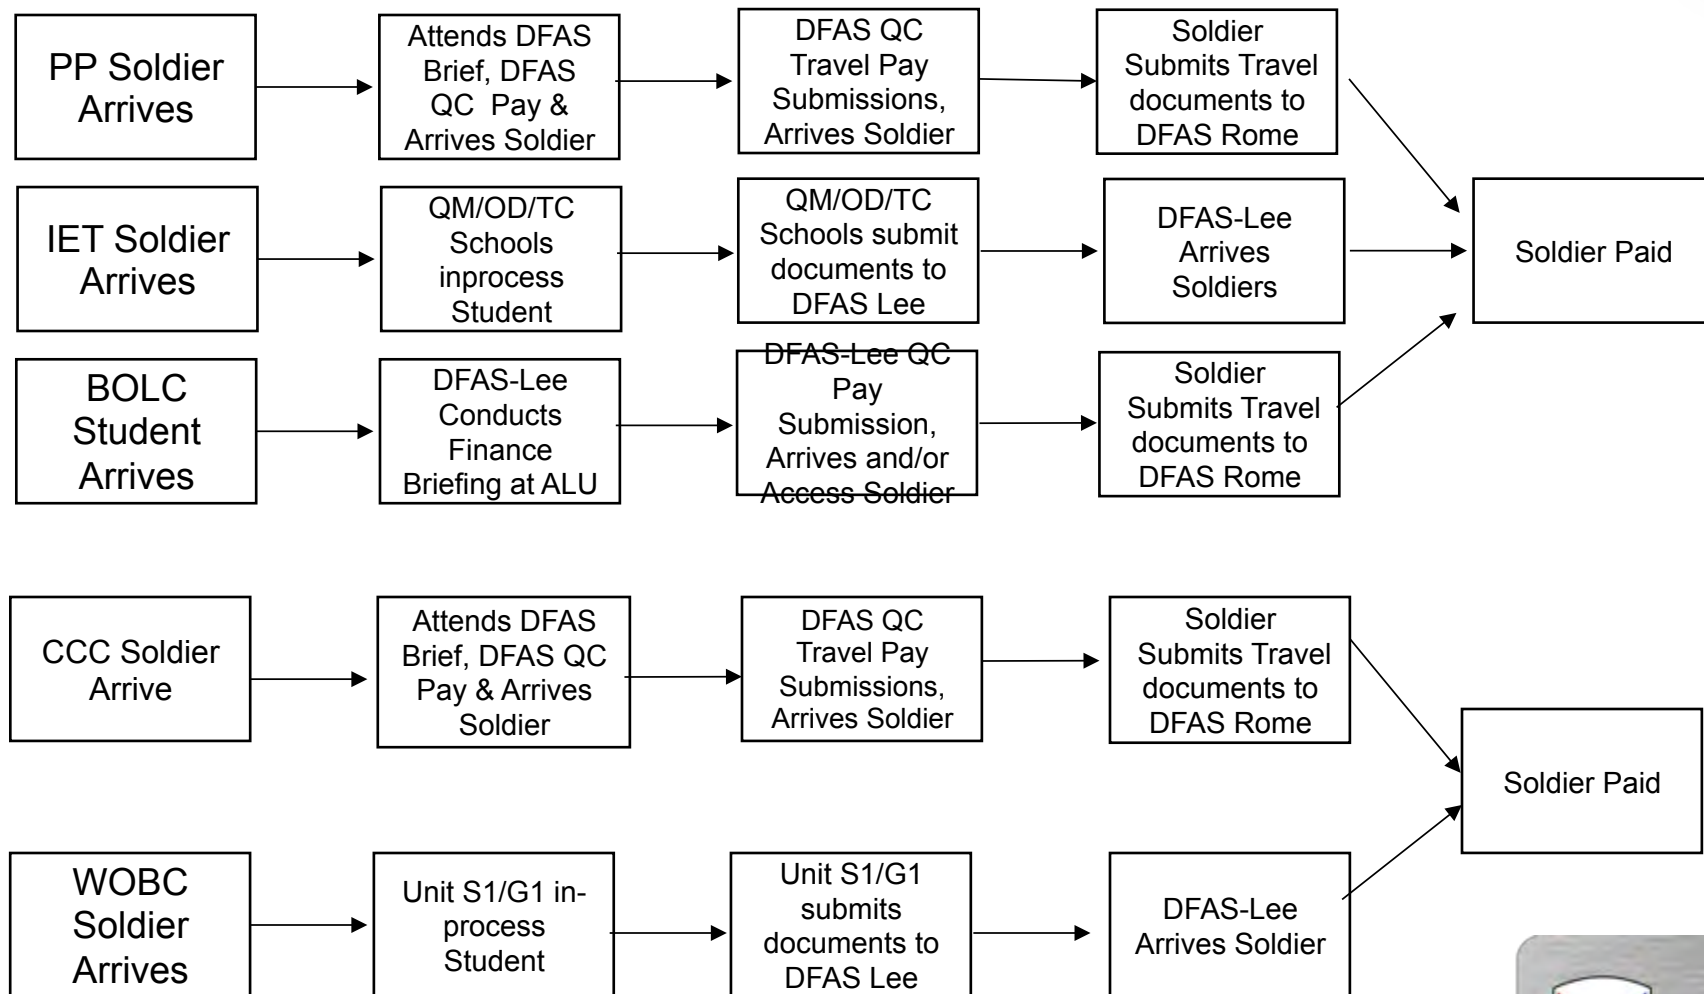 PP Soldier
Arrives
Attends DFAS
Brief, DFAS
QC Pay &
Arrives Soldier
DFAS QC
Travel Pay
Submissions,
Arrives Soldier
Soldier
Submits Travel
documents to
DFAS Rome
IET Soldier
Arrives
QM/OD/TC
Schools
inprocess
Student
QM/OD/TC
Schools submit
documents to
DFAS Lee
DFAS-Lee
Arrives
Soldiers
Soldier Paid
BOLC
Student
Arrives
DFAS-Lee
Conducts
Finance
Briefing at ALU
DFAS-Lee QC
Pay
Submission,
Arrives and/or
Access Soldier
Soldier
Submits Travel
documents to
DFAS Rome
CCC Soldier
Arrive
Attends DFAS
Brief, DFAS QC
Pay & Arrives
Soldier
DFAS QC
Travel Pay
Submissions,
Arrives Soldier
Soldier
Submits Travel
documents to
DFAS Rome
Soldier Paid
WOBC
Soldier
Arrives
Unit S1/G1 in-
process
Student
Unit S1/G1
submits
documents to
DFAS Lee
DFAS-Lee
Arrives Soldier